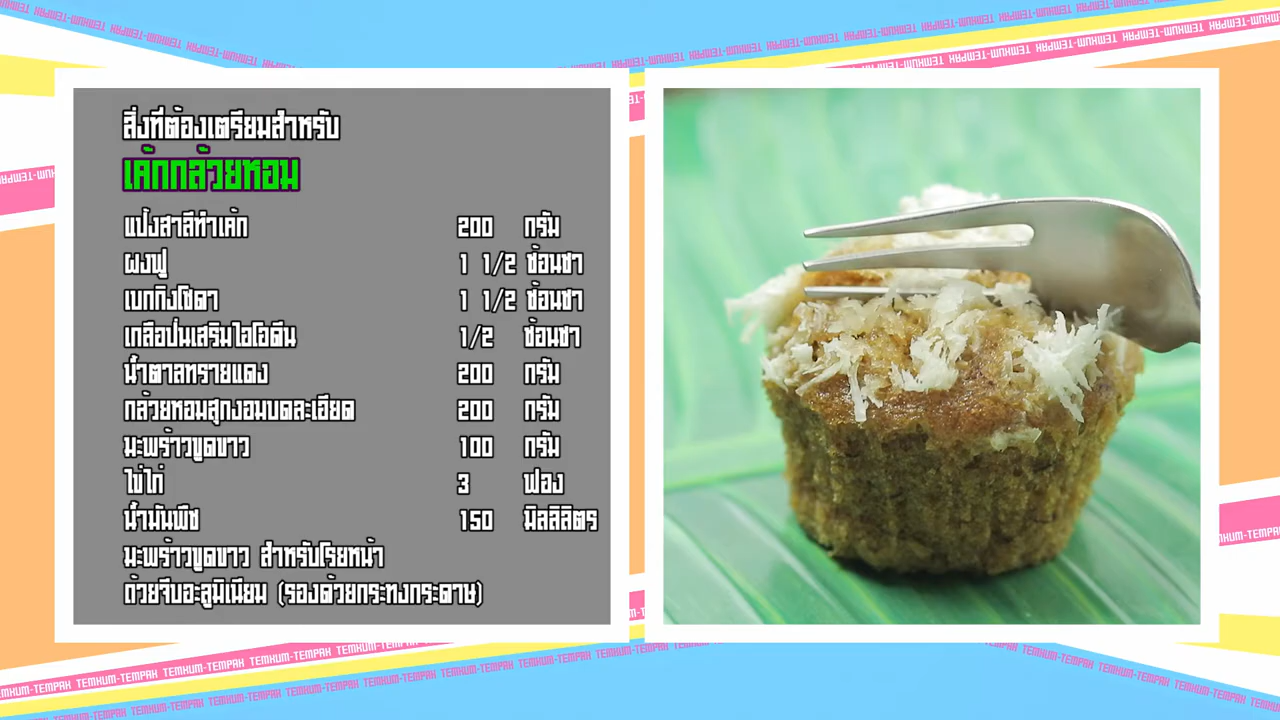 สิ่งที่ต้องเตรียมสำหรับ
เค้กกล้วยหอม
แป้งสาลีทำเค้ก 200 กรัม
ผงฟู 1 1/2 ช้อนชา
เบกกิงโซดา 1 1/2 ช้อนชา
เกลือป่นเสริมไอโอดีน 1/2 ช้อนชา
น้ำตาลทรายแดง 200 กรัม
กล้วยหอมสุกงอมบดละเอียด 200 กรัม
มะพร้าวขูดขาว 100 กรัม
ไข่ไก่ 3 ฟอง
น้ำมันพืช 150 มิลลิลิตร
มะพร้าวขูดขาว สำหรับโรยหน้า
ถ้วยจีบอะลูมิเนียม (รองด้วยกระทงกระดาษ)
TEMHUM-TEMPAK TEMHUM-TEMPAK TEMHUM-TEMPAK TEMHUM-TEMPAK